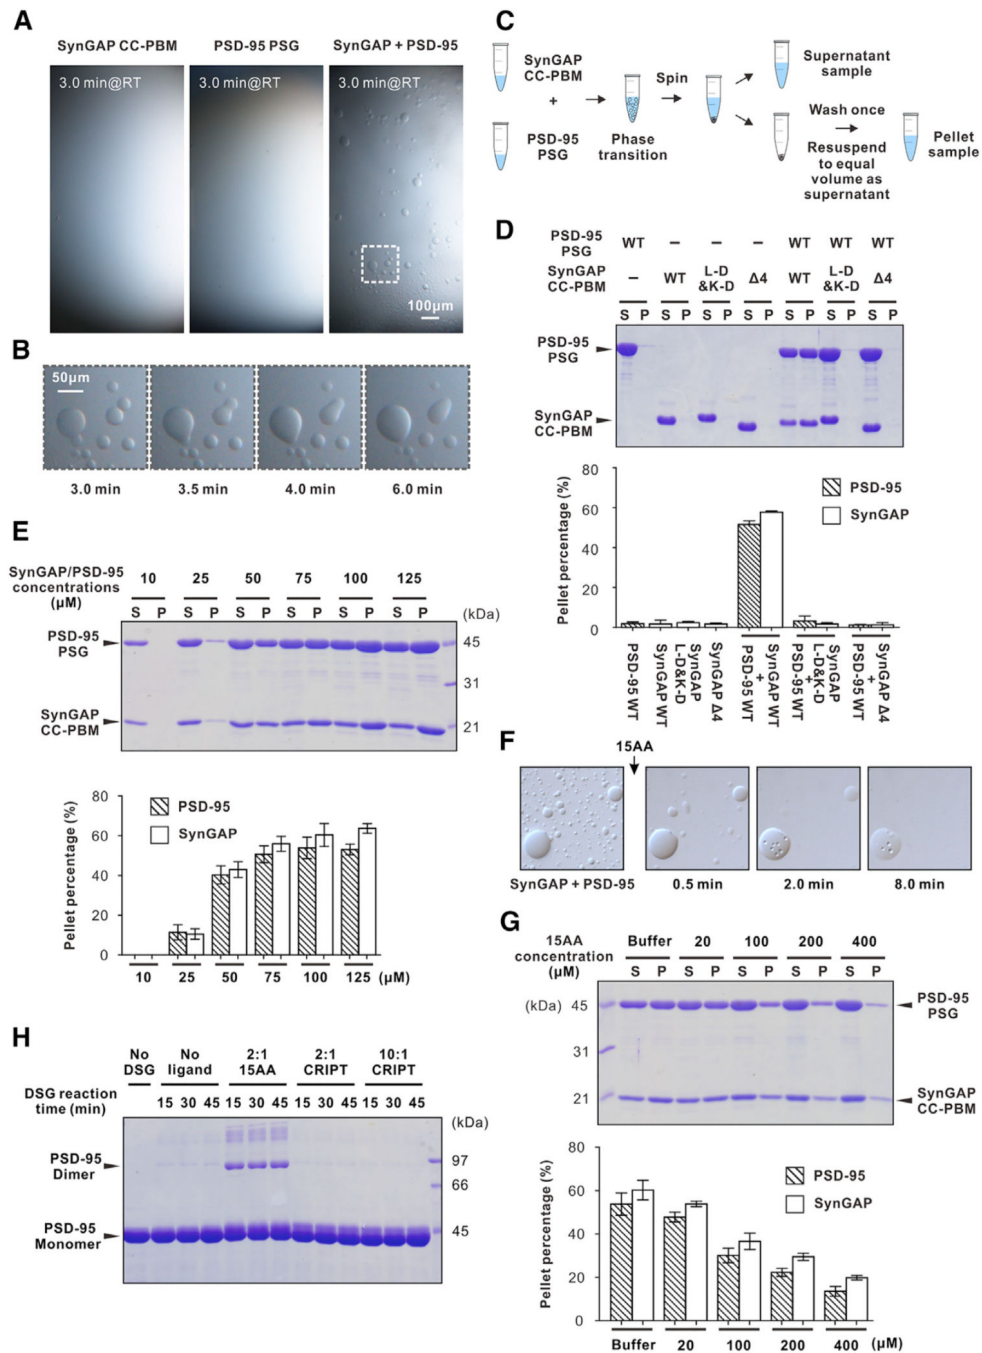 A
SynGAP CC-PBM
PSD-95 PSG
SynGAP + PSD-95
3.0 min@RT
3.0 min@RT
3.0 min@RT
100μm
B
50μm
3.0 min
3.5 min
4.0 min
6.0 min
C
SynGAP
CC-PBM
+
PSD-95
PSG
Phase
transition
Spin
Supernatant
sample
Wash once
Resuspend
to equal
volume as
supernatant
Pellet
sample
D
PSD-95
PSG
WT – – – WT WT WT
SynGAP
CC-PBM
– WT L-D
&K-D Δ4 WT L-D
&K-D Δ4
S P S P S P S P S P S P S P
PSD-95
PSG
SynGAP
CC-PBM
Pellet percentage (%)
80
60
40
20
0
PSD-95
SynGAP
PSD-95 WT
SynGAP WT
SynGAP
L-D&K-D
SynGAP Δ4
PSD-95 WT
+
SynGAP WT
PSD-95 WT
+
SynGAP
L-D&K-D
PSD-95 WT
+
SynGAP Δ4
E
SynGAP/PSD-95
concentrations
(μM)
10 25 50 75 100 125
S P S P S P S P S P S P
(kDa)
PSD-95
PSG
SynGAP
CC-PBM
45
31
21
Pellet percentage (%)
80
60
40
20
0
PSD-95
SynGAP
10 25 50 75 100 125 (μM)
F
15AA
SynGAP + PSD-95
0.5 min
2.0 min
8.0 min
G
15AA
concentration
(μM)
Buffer 20 100 200 400
S P S P S P S P S P
(kDa) 45
31
21
PSD-95
PSG
SynGAP
CC-PBM
Pellet percentage (%)
80
60
40
20
0
PSD-95
SynGAP
Buffer 20 100 200 400 (μM)
H
No
DSG
No
ligand
2:1
15AA
2:1
CRIPT
10:1
CRIPT
DSG reaction
time (min)
15 30 45 15 30 45 15 30 45 15 30 45
(kDa)
PSD-95
Dimer
PSD-95
Monomer
97
66
45